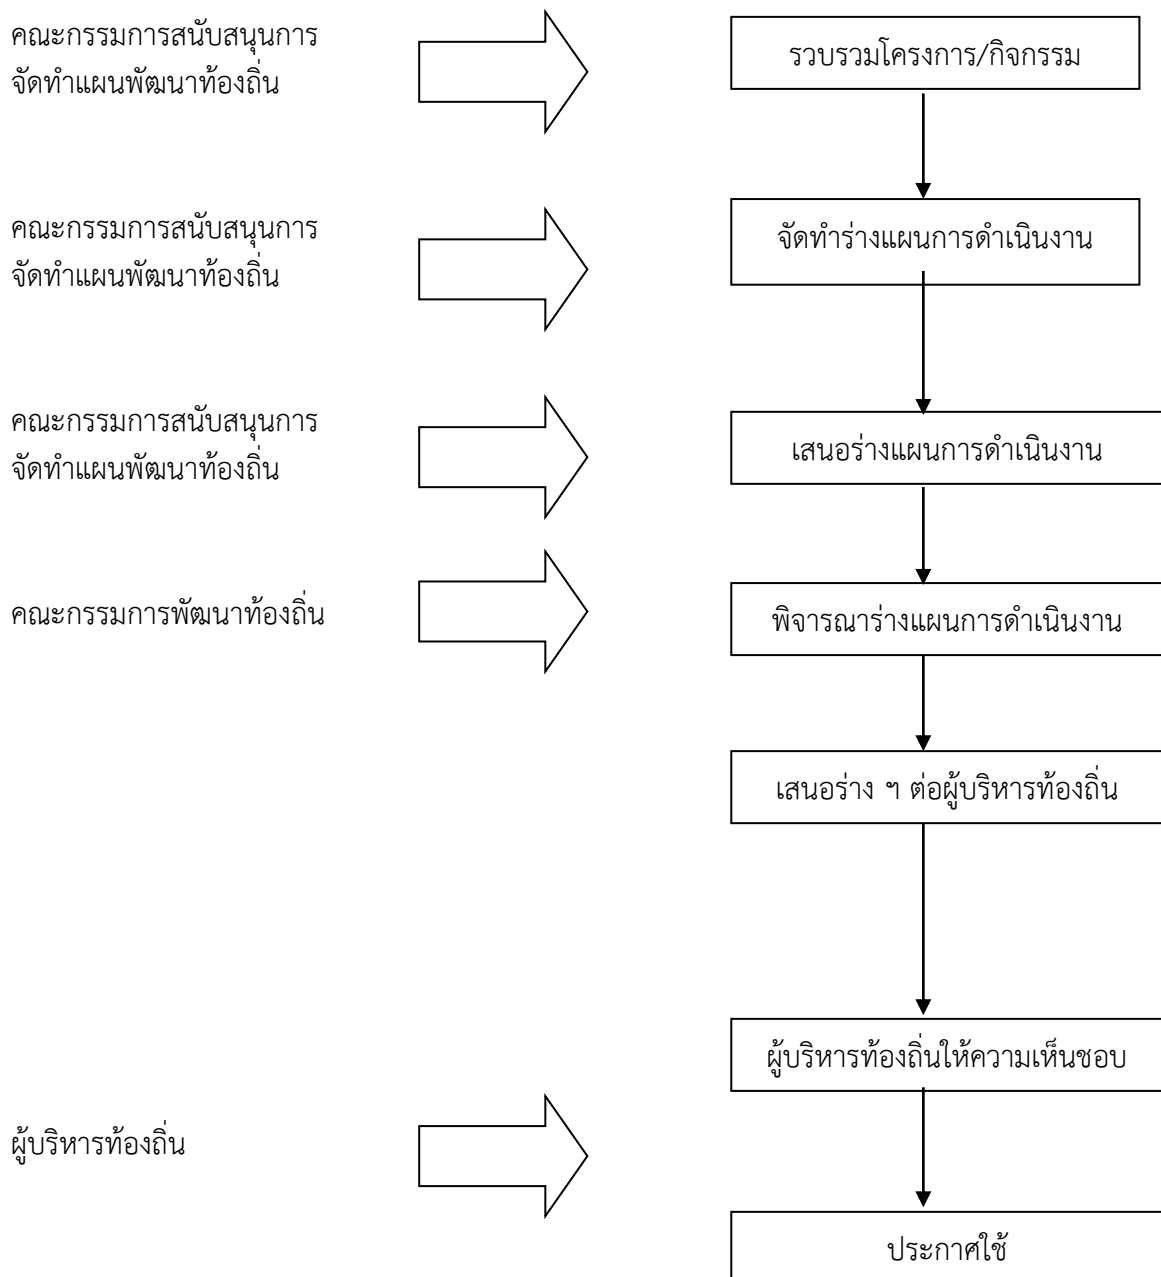 คณะกรรมการสนับสนุนการ
จัดทำแผนพัฒนาท้องถิ่น
รวบรวมโครงการ/กิจกรรม
คณะกรรมการสนับสนุนการ
จัดทำแผนพัฒนาท้องถิ่น
จัดทำร่างแผนการดำเนินงาน
คณะกรรมการสนับสนุนการ
จัดทำแผนพัฒนาท้องถิ่น
เสนอร่างแผนการดำเนินงาน
คณะกรรมการพัฒนาท้องถิ่น
พิจารณาร่างแผนการดำเนินงาน
เสนอร่าง ฯ ต่อผู้บริหารท้องถิ่น
ผู้บริหารท้องถิ่นให้ความเห็นชอบ
ผู้บริหารท้องถิ่น
ประกาศใช้